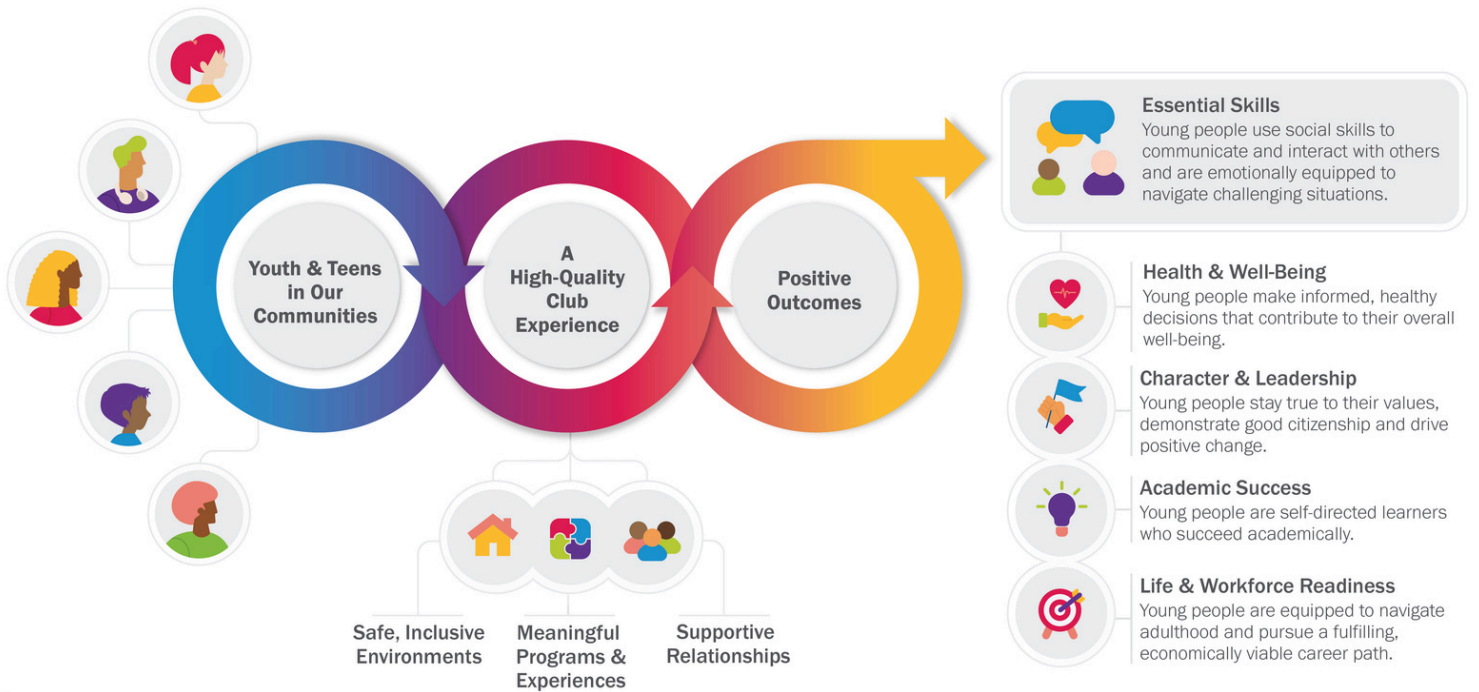 Youth & Teens
in Our
Communities
A
High-Quality
Club
Experience
Positive
Outcomes
Safe, Inclusive
Environments
Meaningful
Programs &
Experiences
Supportive
Relationships
Essential Skills
Young people use social skills to
communicate and interact with others
and are emotionally equipped to
navigate challenging situations.
Health & Well-Being
Young people make informed, healthy
decisions that contribute to their overall
well-being.
Character & Leadership
Young people stay true to their values,
demonstrate good citizenship and drive
positive change.
Academic Success
Young people are self-directed learners
who succeed academically.
Life & Workforce Readiness
Young people are equipped to navigate
adulthood and pursue a fulfilling,
economically viable career path.